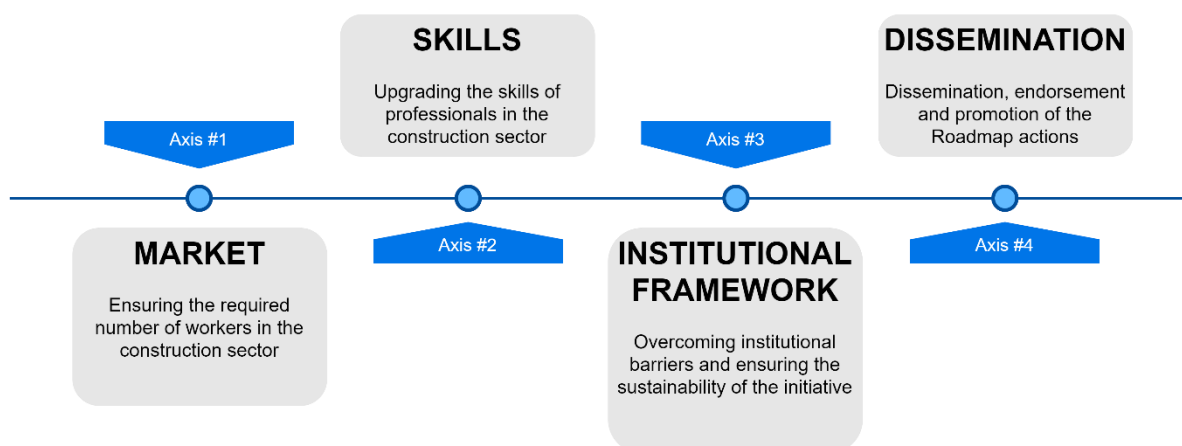 Axis #1
MARKET
Ensuring the required
number of workers in the
construction sector
SKILLS
Upgrading the skills of
professionals in the
construction sector
Axis #2
Axis #3
INSTITUTIONAL
FRAMEWORK
Overcoming institutional
barriers and ensuring the
sustainability of the initiative
DISSEMINATION
Dissemination, endorsement
and promotion of the
Roadmap actions
Axis #4